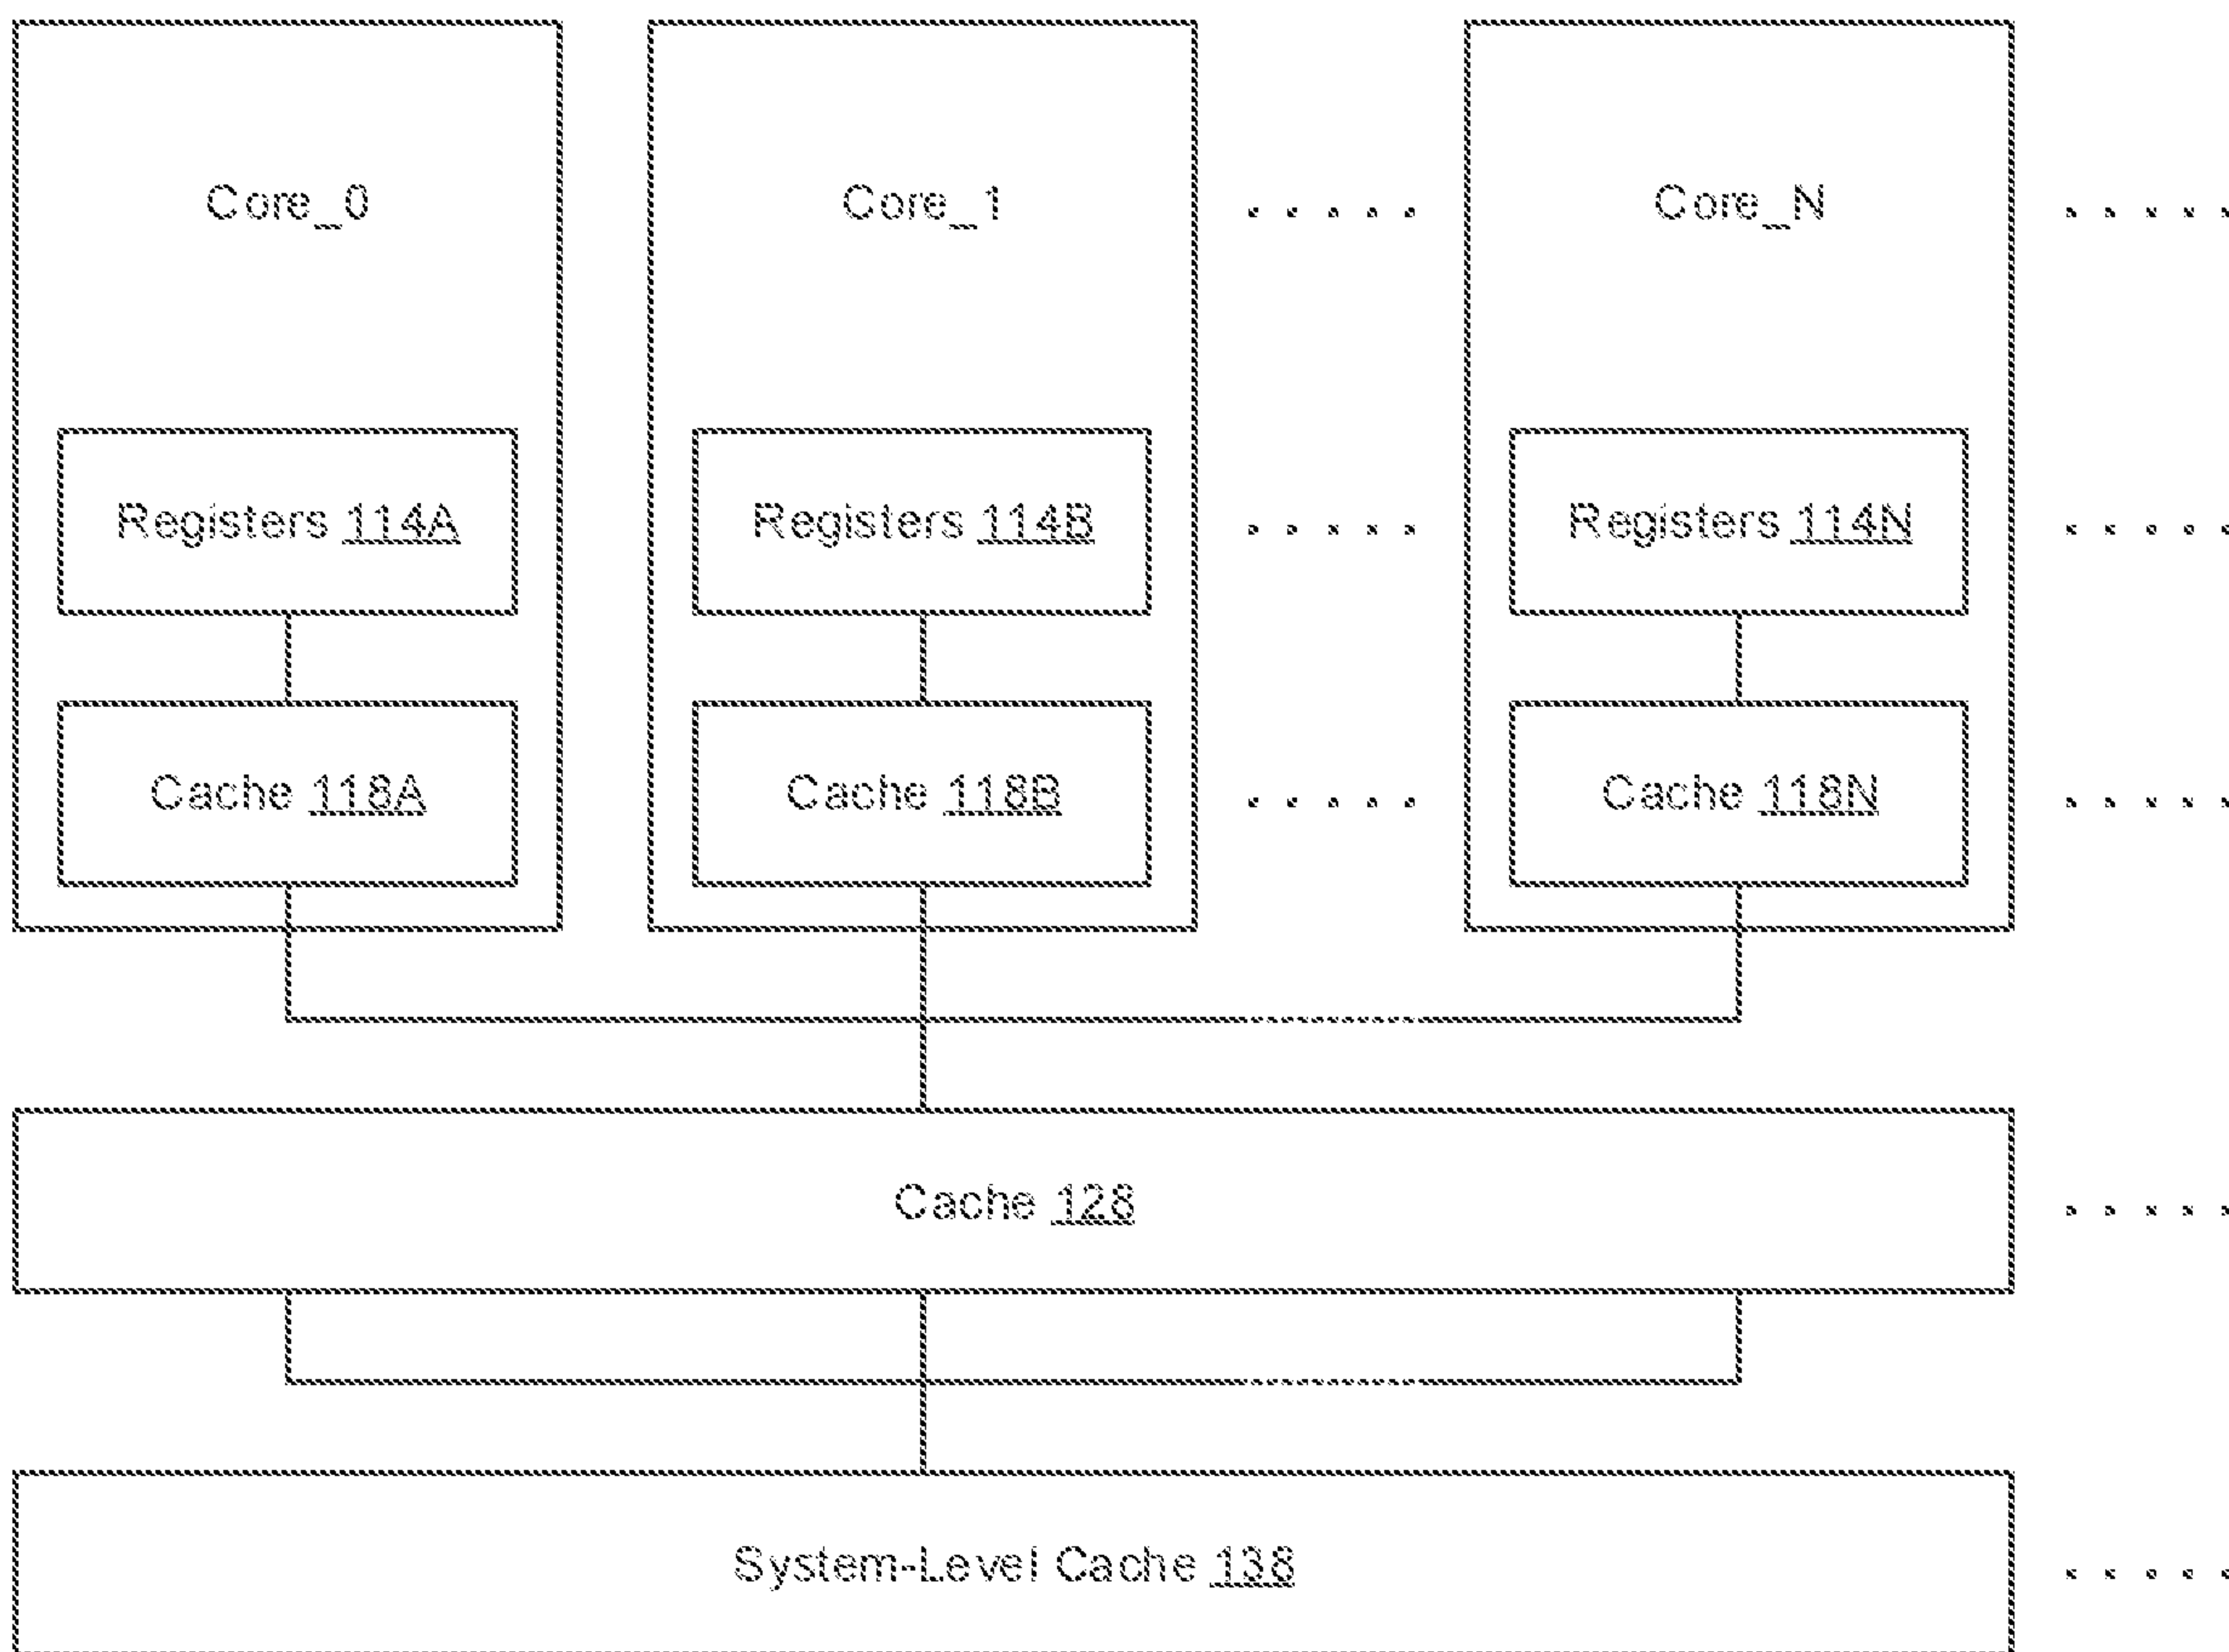 Core_0
Core_1
. . . . .
Core_N
. . . . .
Registers 114A
Registers 114B
. . . . .
Registers 114N
. . . . .
Cache 118A
Cache 118B
. . . . .
Cache 118N
. . . . .
Cache 128
. . . . .
System-Level Cache 138
. . . . .